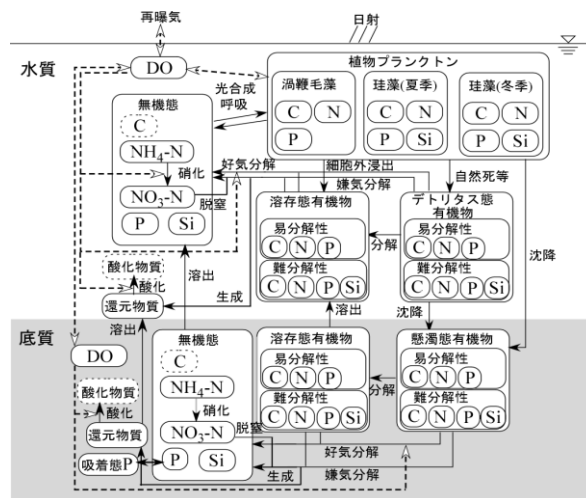 再曝気
日射
水質
DO
植物プランクトン
渦鞭毛藻
C N
P
珪藻(夏季)
C N
P Si
珪藻(冬季)
C N
P Si
光合成
呼吸
無機態
C
NH4-N
硝化
NO3-N
脱窒
P Si
好気分解
細胞外浸出
嫌気分解
自然死等
溶存態有機物
易分解性
C N P
難分解性
C N P Si
分解
デトリタス態
有機物
易分解性
C N P
難分解性
C N P Si
沈降
酸化物質
酸化
還元物質
溶出
生成
溶出
溶出
沈降
底質
DO
無機態
C
NH4-N
硝化
NO3-N
脱窒
P Si
溶存態有機物
易分解性
C N P
難分解性
C N P Si
分解
懸濁態有機物
易分解性
C N P
難分解性
C N P Si
酸化物質
酸化
還元物質
吸着態P
生成
好気分解
嫌気分解